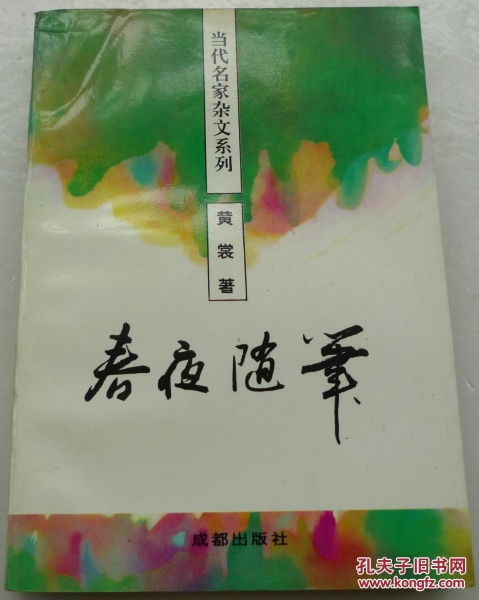 当代名家杂文系列
黄裳著
春夜随筆
成都出版社
孔夫子旧书网
www.kongfz.com